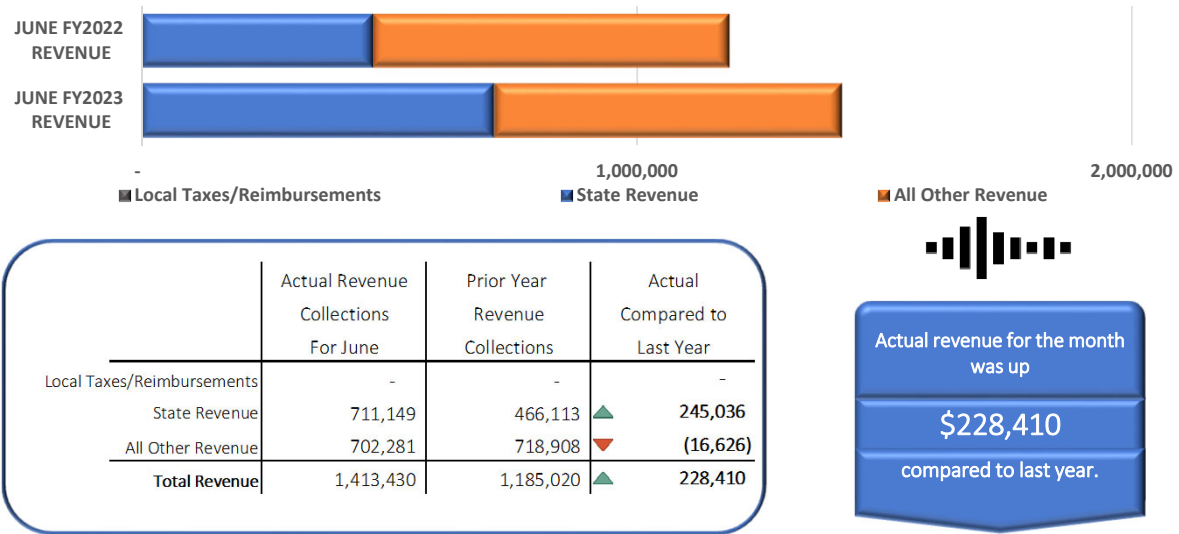 JUNE FY2022
REVENUE
JUNE FY2023
REVENUE
- 1,000,000 2,000,000
Local Taxes/Reimbursements State Revenue All Other Revenue
Actual Revenue Prior Year Actual
Collections Revenue Compared to
For June Collections Last Year
Local Taxes/Reimbursements - - -
State Revenue 711,149 466,113 245,036
All Other Revenue 702,281 718,908 (16,626)
Total Revenue 1,413,430 1,185,020 228,410
Actual revenue for the month
was up
$228,410
compared to last year.